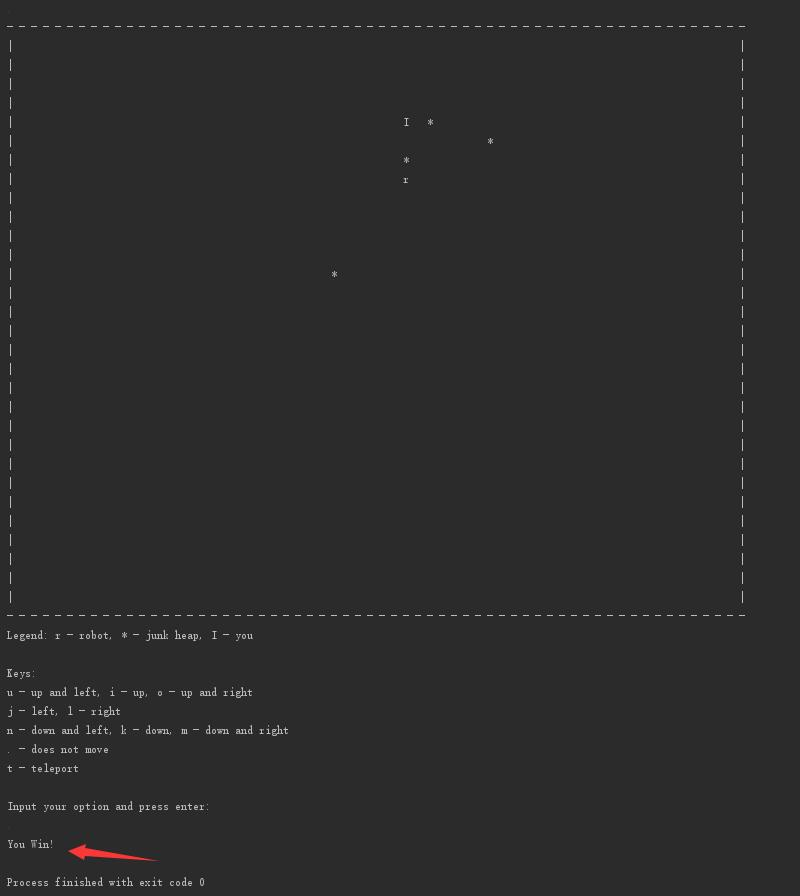 I *
*
*
r
*
Legend: r - robot, * - junk heap, I - you
Keys:
u - up and left, i - up, o - up and right
j - left, l - right
n - down and left, k - down, m - down and right
. - does not move
t - teleport
Input your option and press enter:
.
You Win!
Process finished with exit code 0